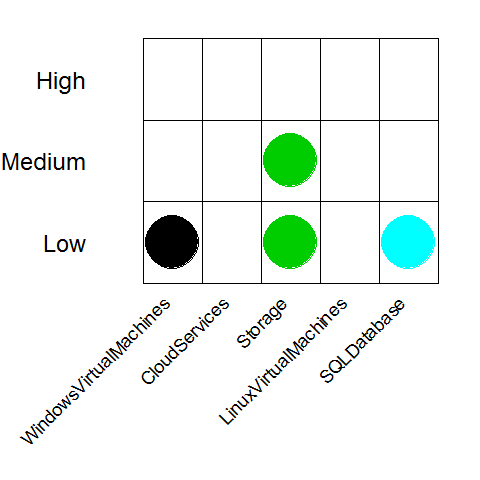 High
Medium
Low
WindowsVirtualMachines
CloudServices
Storage
LinuxVirtualMachines
SQLDatabase